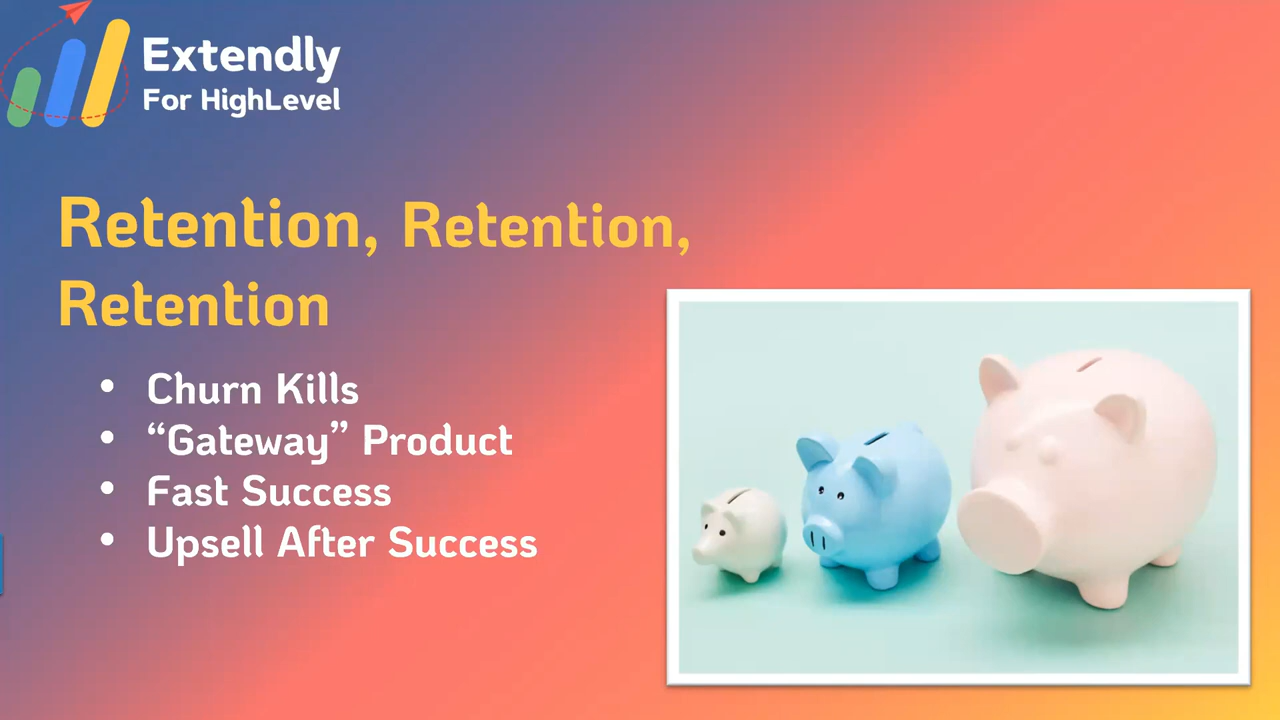 Extendly
For HighLevel
Retention, Retention,
Retention
• Churn Kills
• “Gateway” Product
• Fast Success
• Upsell After Success